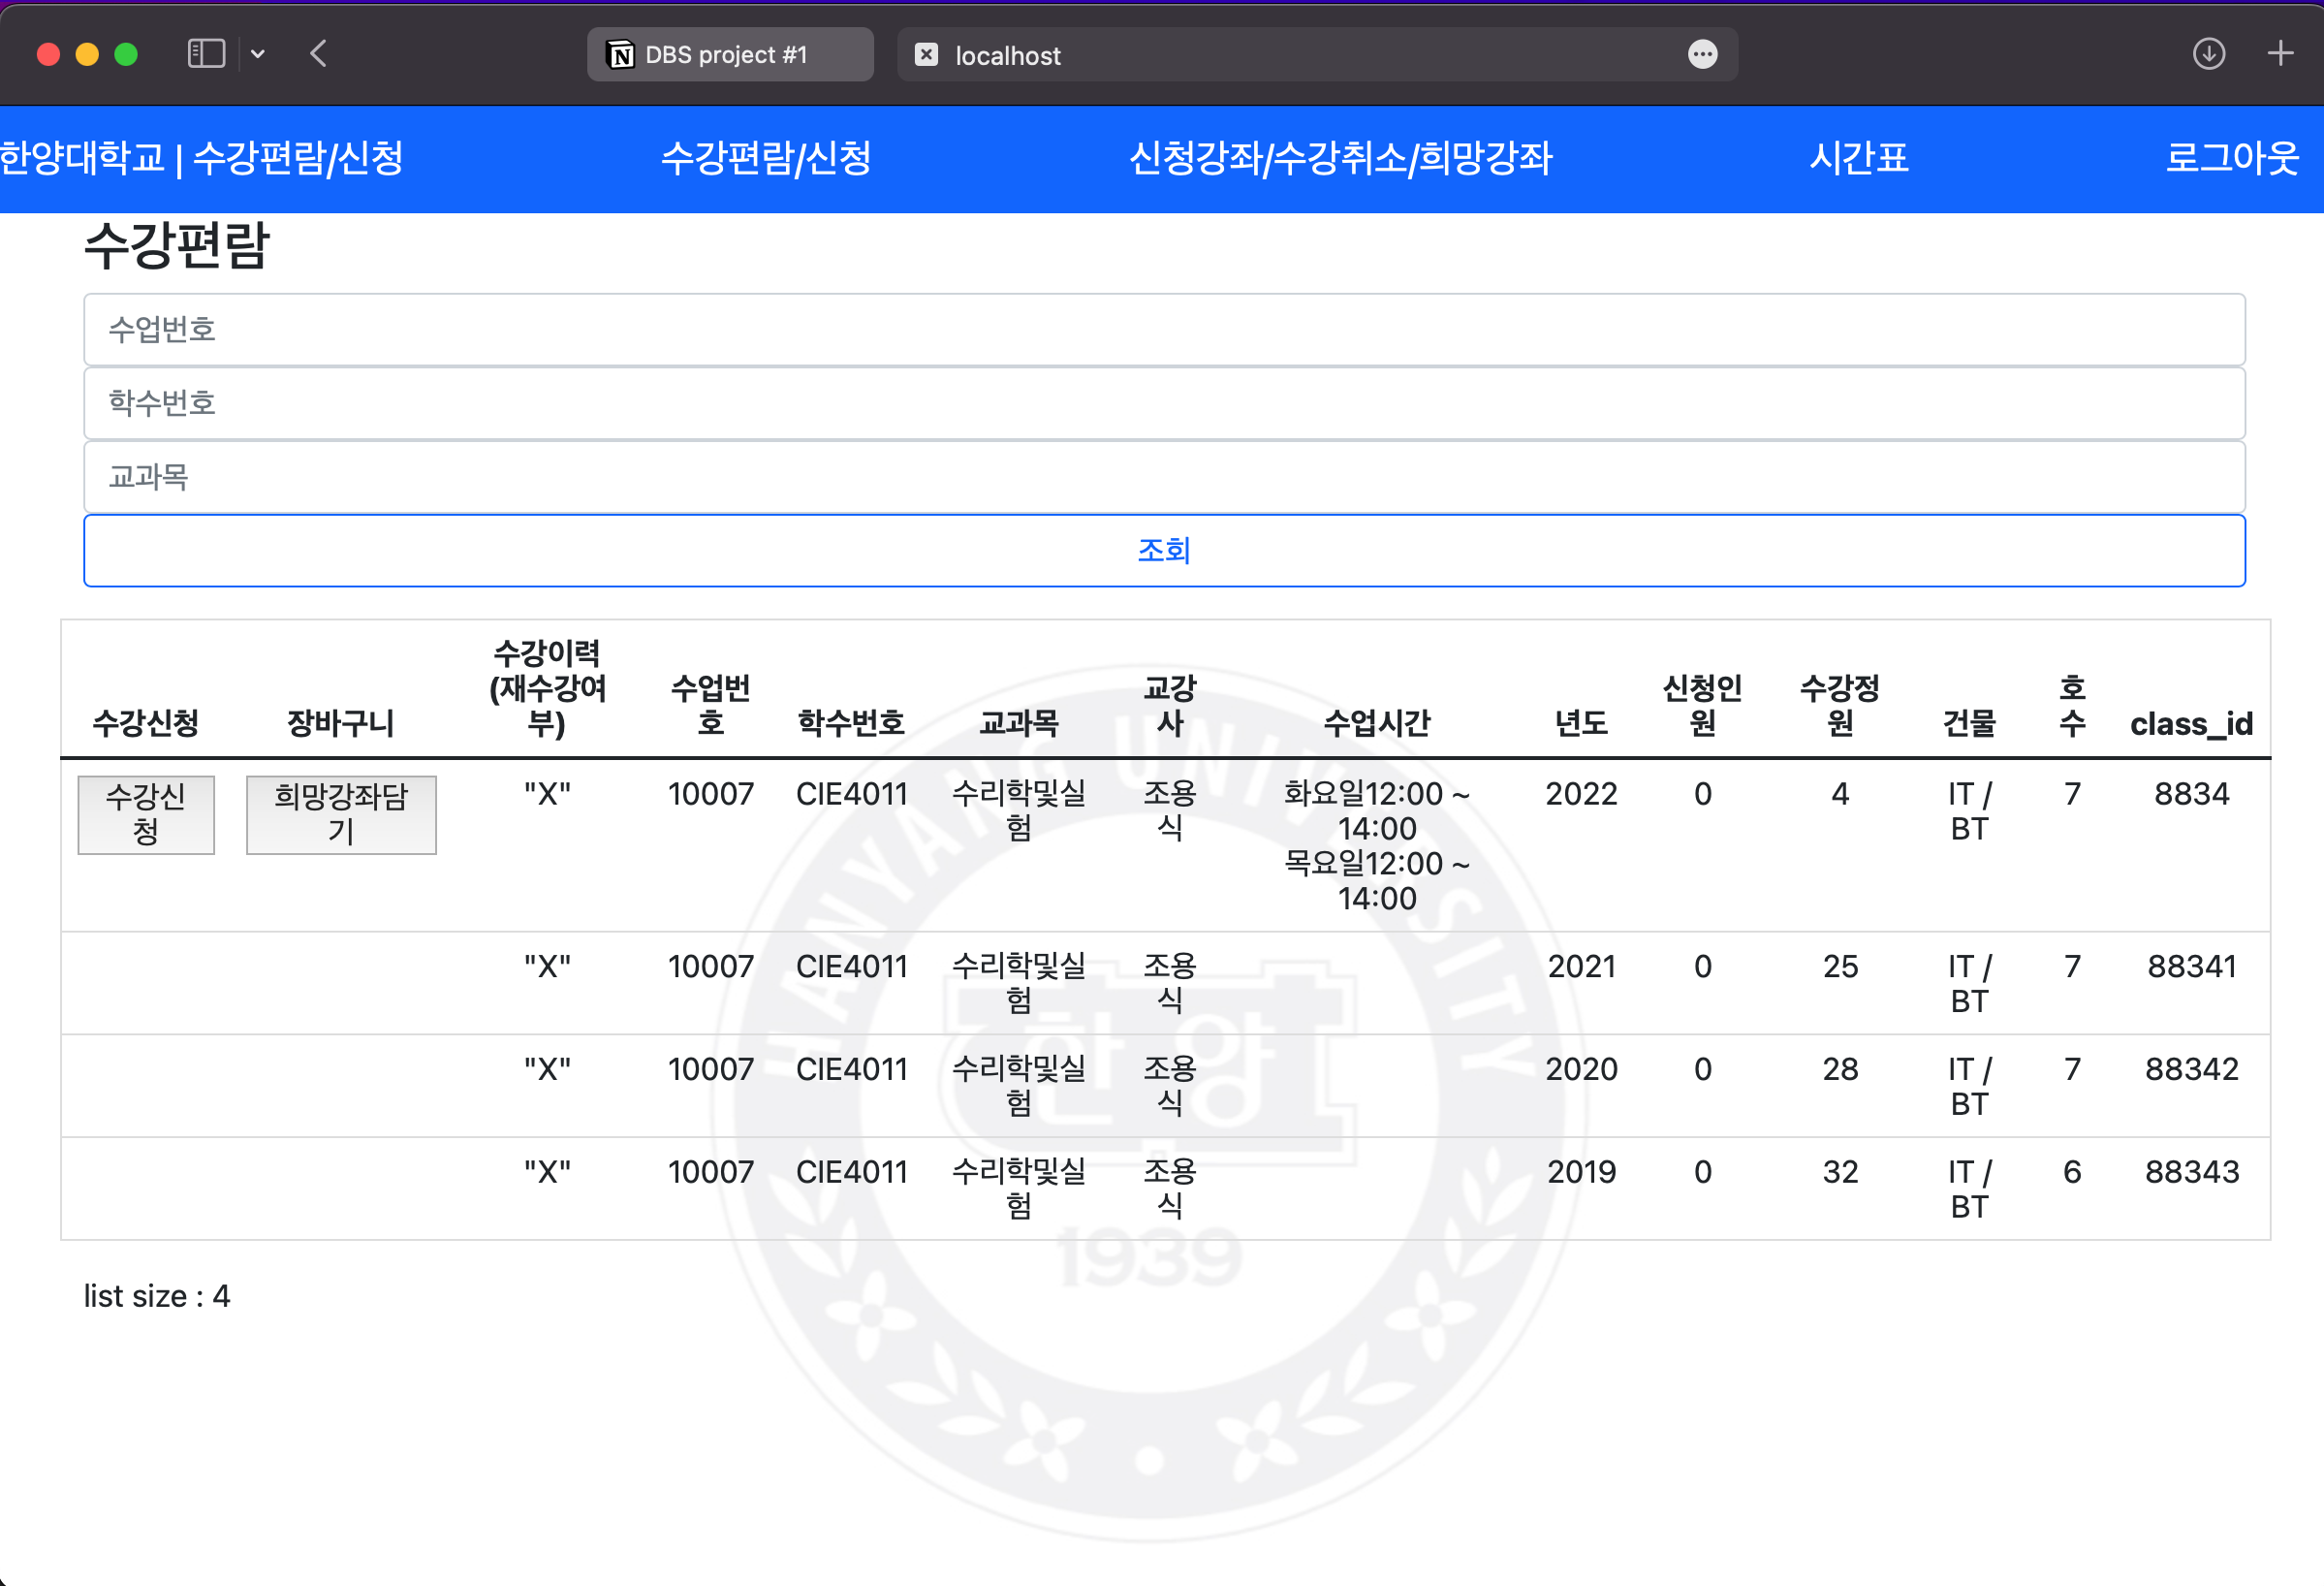 DBS project #1
localhost
한양대학교 | 수강편람/신청
수강편람/신청
신청강좌/수강취소/희망강좌
시간표
로그아웃
수강편람
수업번호
학수번호
교과목
조회
수강신청
장바구니
수강이력
(재수강여
부)
수업번
호
학수번호
교과목
교강
사
수업시간
년도
신청인
원
수강정
원
건물
호
수
class_id
수강신
청
희망강좌담
기
"X"
10007
CIE4011
수리학및실
험
조용
식
화요일12:00 ~
14:00
목요일12:00 ~
14:00
2022
0
4
IT /
BT
7
8834
"X"
10007
CIE4011
수리학및실
험
조용
식
2021
0
25
IT /
BT
7
88341
"X"
10007
CIE4011
수리학및실
험
조용
식
2020
0
28
IT /
BT
7
88342
"X"
10007
CIE4011
수리학및실
험
조용
식
2019
0
32
IT /
BT
6
88343
list size : 4
HANYANG UNIVERSITY
한양
1939